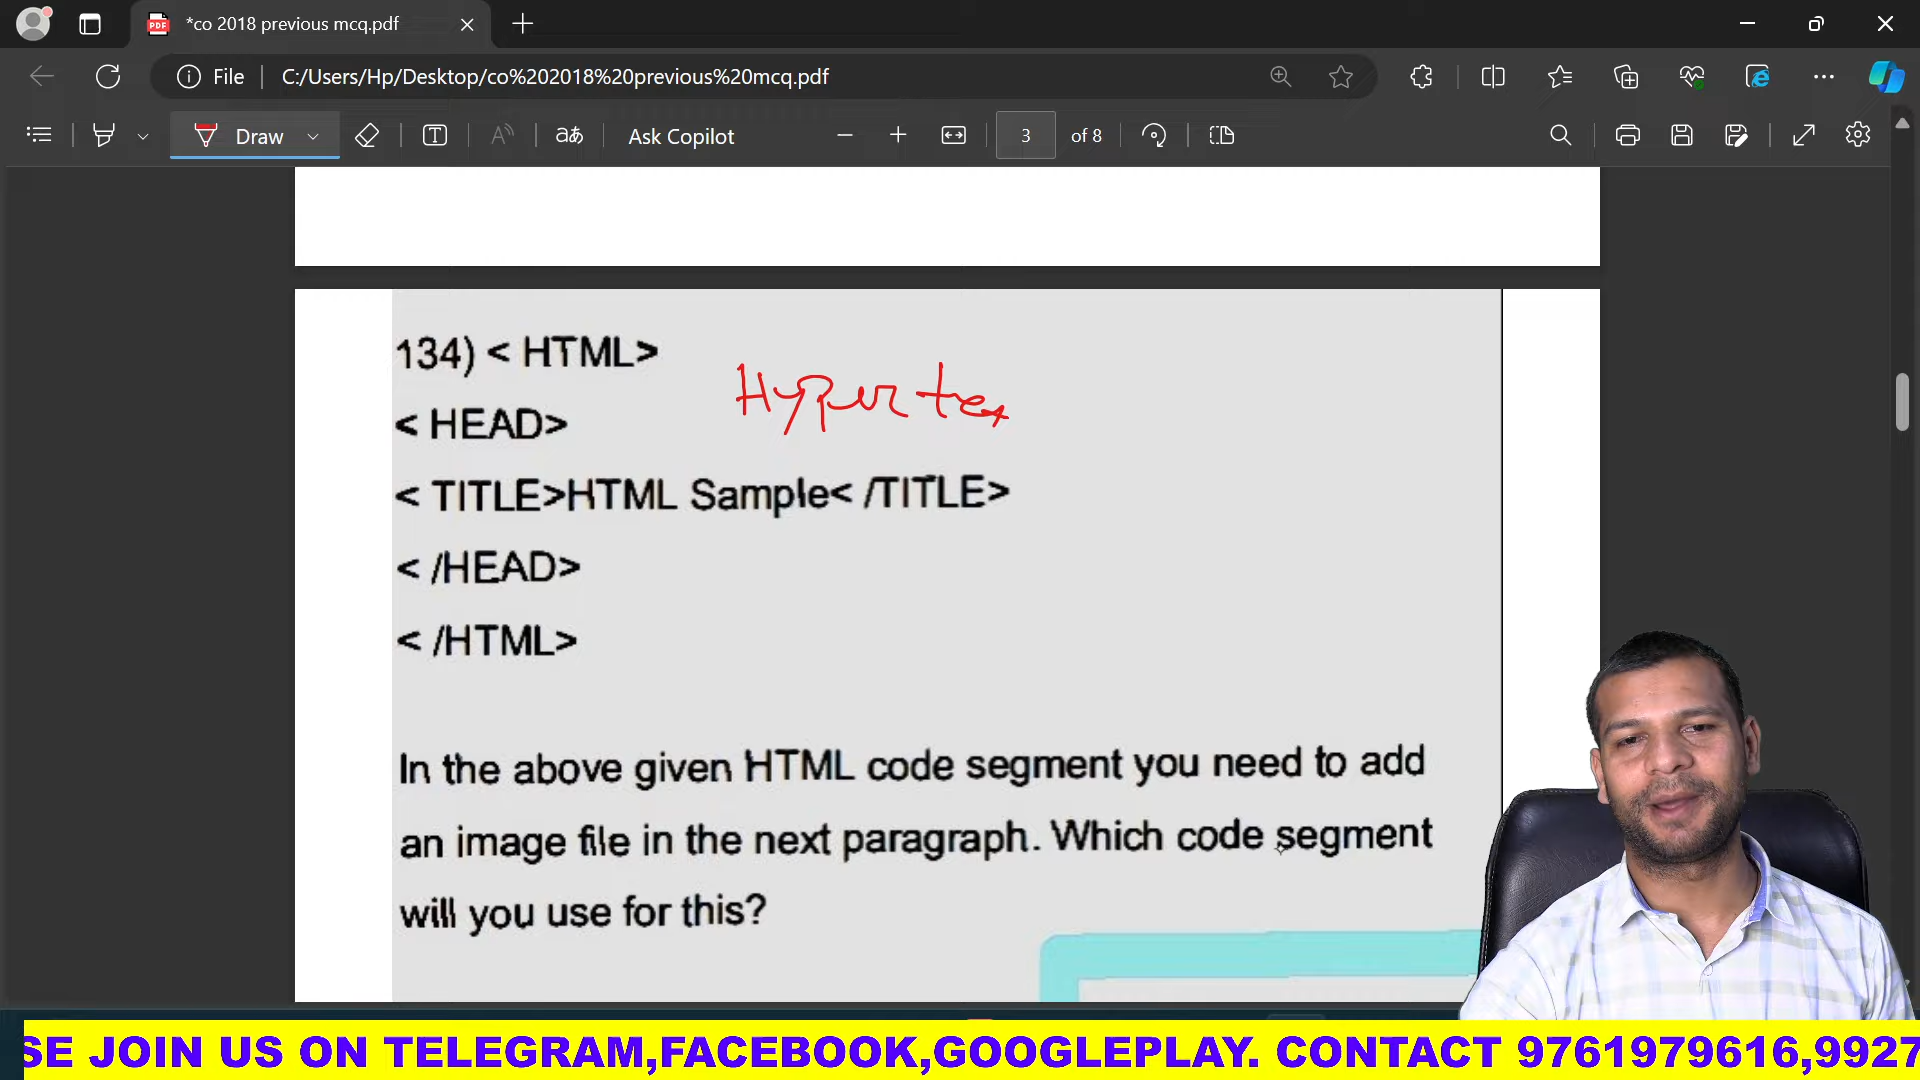 *co 2018 previous mcq.pdf
File
C:/Users/Hp/Desktop/co%202018%20previous%20mcq.pdf
Draw
Ask Copilot
3 of 8
134) < HTML>
Hyper tex
< HEAD>
< TITLE>HTML Sample< /TITLE>
< /HEAD>
< /HTML>
In the above given HTML code segment you need to add
an image file in the next paragraph. Which code segment
will you use for this?
SE JOIN US ON TELEGRAM,FACEBOOK,GOOGLEPLAY. CONTACT 9761979616,9927